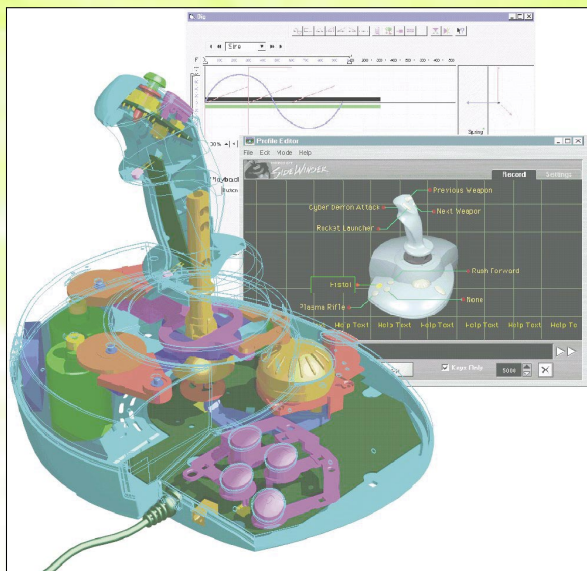 Sine
Spring
Profile Editor
File Edit Mode Help
SIDEWINDER
Record
Settings
Previous Weapon
Cyber Demon Attack
Next Weapon
Rocket Launcher
Rush Forward
Pistol
None
Plasma Rifle
Help Text Help Text Help Text Help Text Help Text Help To
Keys Only